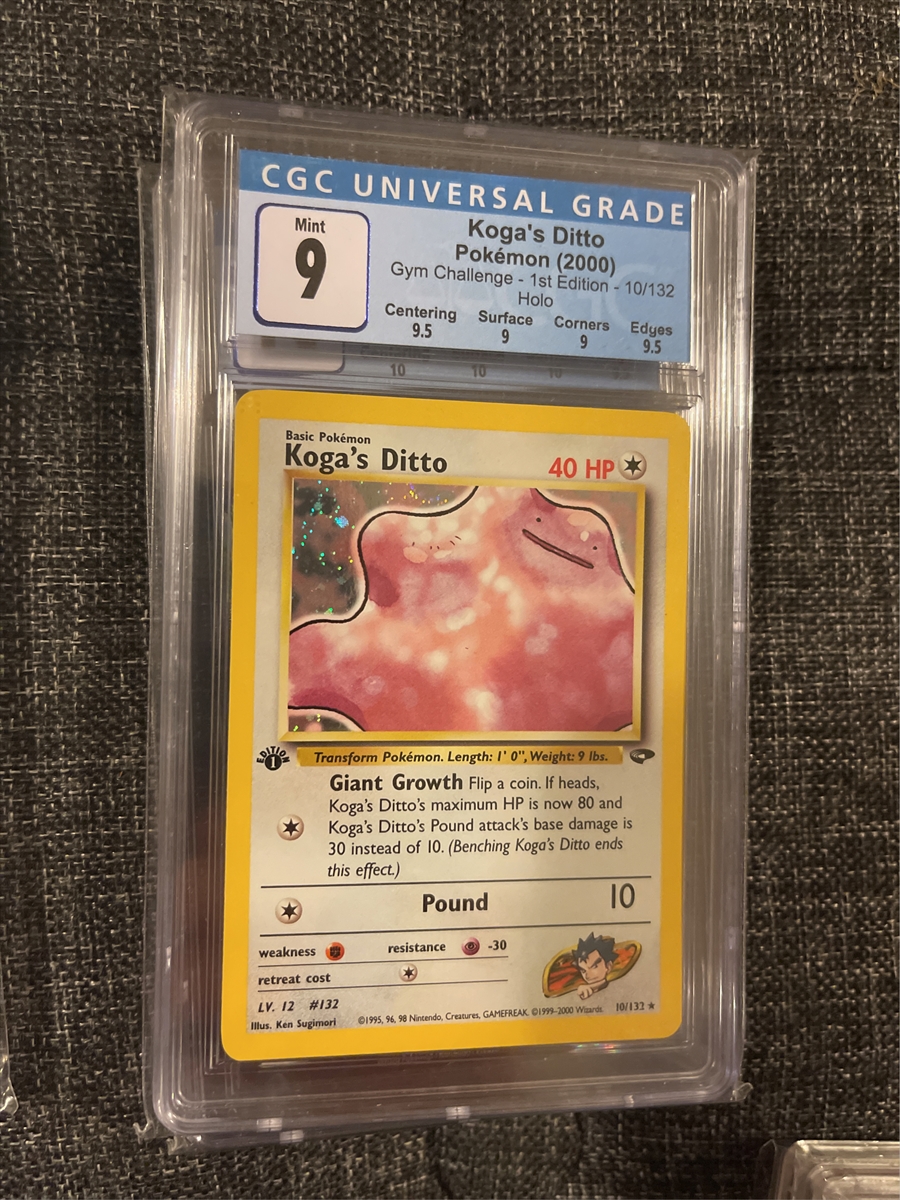 CGC UNIVERSAL GRADE
Mint
9
Koga's Ditto
Pokémon (2000)
Gym Challenge - 1st Edition - 10/132
Holo
Centering Surface Corners Edges
9.5 9 9 9.5
10 10 10
Basic Pokémon
Koga's Ditto
40 HP
EDITION
1
Transform Pokémon. Length: 1' 0", Weight: 9 lbs.
Giant Growth Flip a coin. If heads,
Koga's Ditto's maximum HP is now 80 and
Koga's Ditto's Pound attack's base damage is
30 instead of 10. (Benching Koga's Ditto ends
this effect.)
Pound 10
weakness resistance -30
retreat cost
LV. 12 #132
Illus. Ken Sugimori
©1995, 96, 98 Nintendo, Creatures, GAMEFREAK. ©1999-2000 Wizards.
10/132 ★